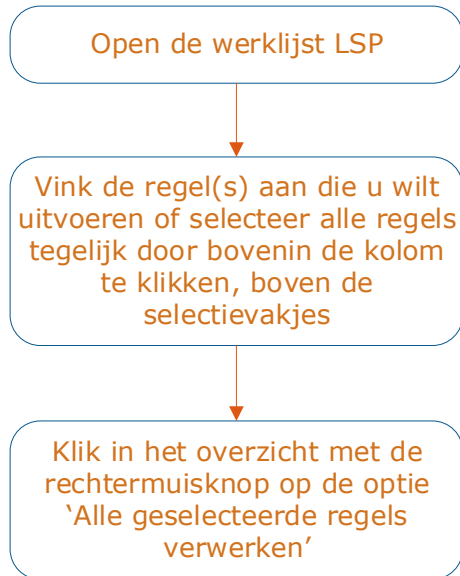 Open de werklijst LSP
Vink de regel(s) aan die u wilt
uitvoeren of selecteer alle regels
tegelijk door bovenin de kolom
te klikken, boven de
selectievakjes
Klik in het overzicht met de
rechtermuisknop op de optie
‘Alle geselecteerde regels
verwerken’